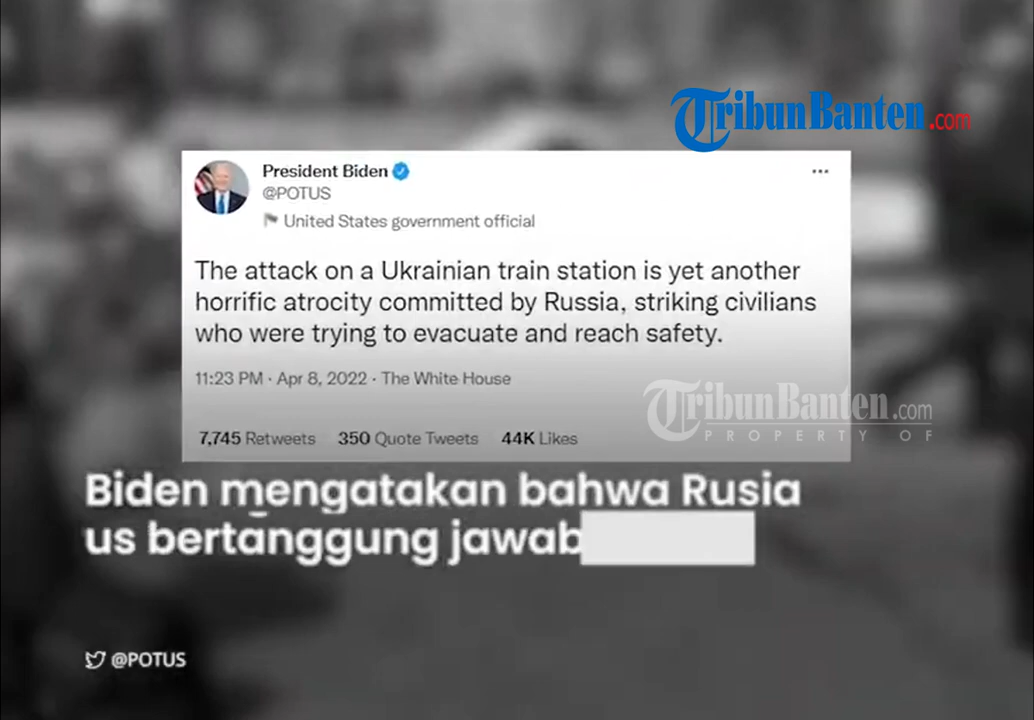 TribunBanten.com
President Biden
@POTUS
United States government official
The attack on a Ukrainian train station is yet another
horrific atrocity committed by Russia, striking civilians
who were trying to evacuate and reach safety.
11:23 PM · Apr 8, 2022 · The White House
TribunBanten.com
PROPERTY OF
7,745 Retweets 350 Quote Tweets 44K Likes
Biden mengatakan bahwa Rusia
us bertanggung jawab
@POTUS